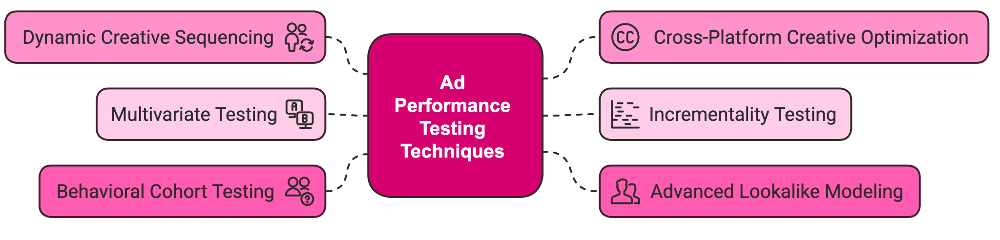 Dynamic Creative Sequencing
Multivariate Testing
A
B
Behavioral Cohort Testing
?
Ad
Performance
Testing
Techniques
CC
Cross-Platform Creative Optimization
Incrementality Testing
Advanced Lookalike Modeling